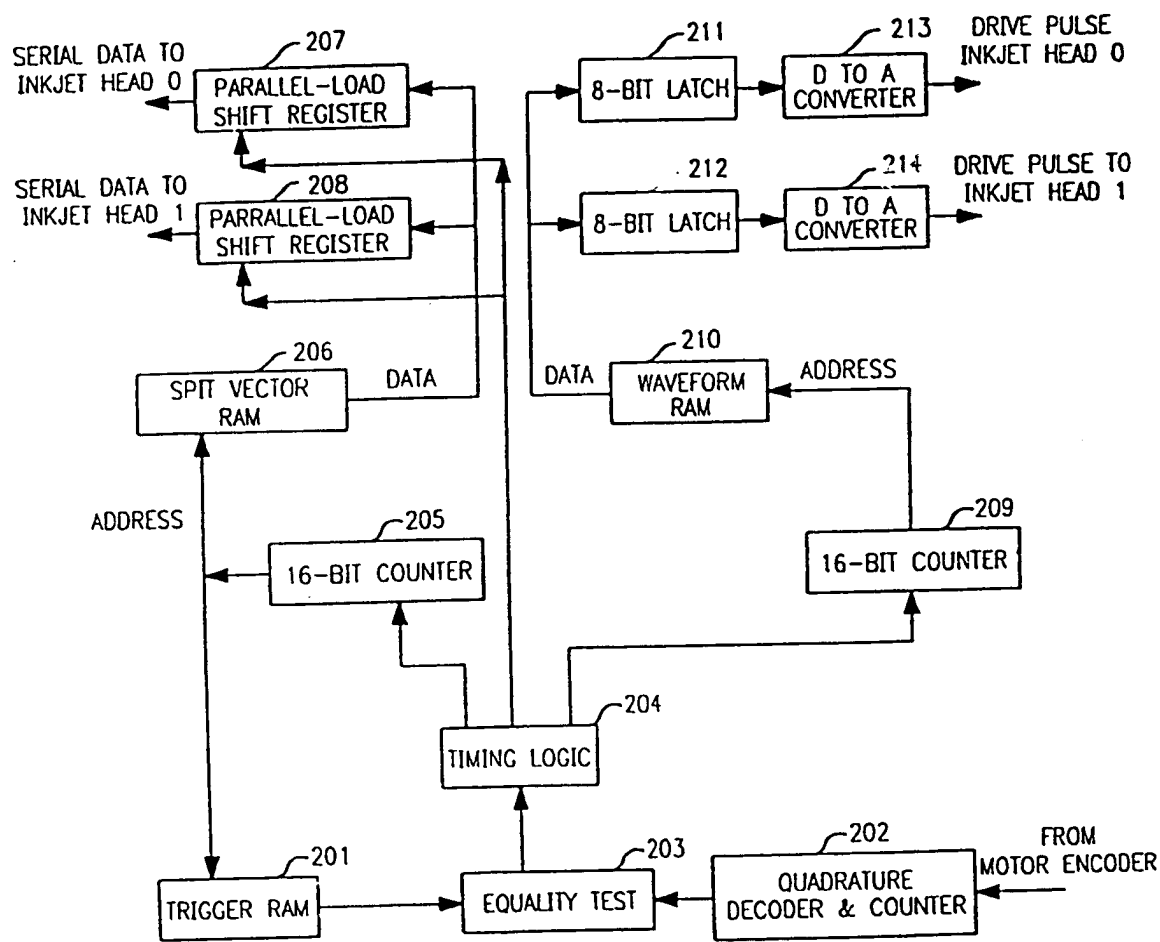 SERIAL DATA TO
INKJET HEAD 0
207
PARALLEL-LOAD
SHIFT REGISTER
211
8-BIT LATCH
213
D TO A
CONVERTER
DRIVE PULSE
INKJET HEAD 0
SERIAL DATA TO
INKJET HEAD 1
208
PARRALLEL-LOAD
SHIFT REGISTER
212
8-BIT LATCH
214
D TO A
CONVERTER
DRIVE PULSE TO
INKJET HEAD 1
206
SPIT VECTOR
RAM
DATA
DATA
210
WAVEFORM
RAM
ADDRESS
ADDRESS
205
16-BIT COUNTER
209
16-BIT COUNTER
204
TIMING LOGIC
201
TRIGGER RAM
203
EQUALITY TEST
202
QUADRATURE
DECODER & COUNTER
FROM
MOTOR ENCODER